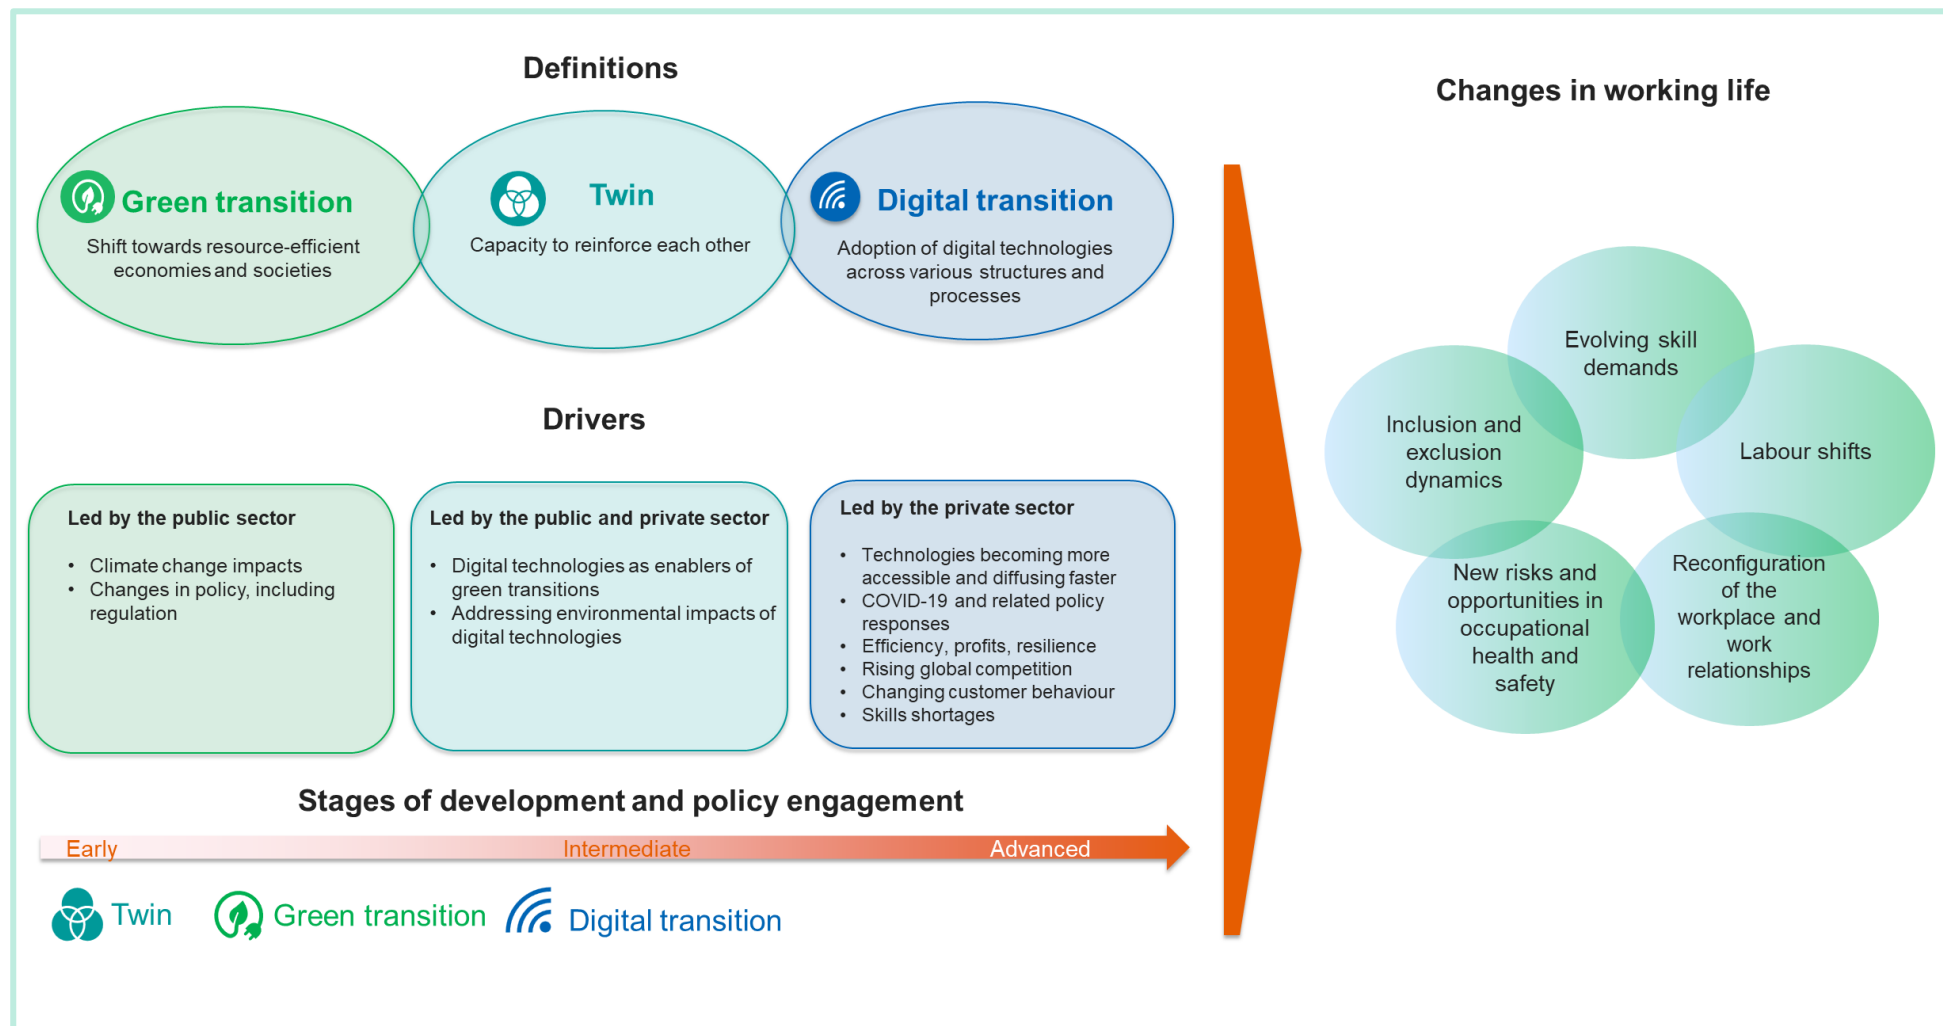 Definitions
Green transition
Shift towards resource-efficient
economies and societies
Twin
Capacity to reinforce each other
Digital transition
Adoption of digital technologies
across various structures and
processes
Drivers
Led by the public sector
• Climate change impacts
• Changes in policy, including
regulation
Led by the public and private sector
• Digital technologies as enablers of
green transitions
• Addressing environmental impacts of
digital technologies
Led by the private sector
• Technologies becoming more
accessible and diffusing faster
• COVID-19 and related policy
responses
• Efficiency, profits, resilience
• Rising global competition
• Changing customer behaviour
• Skills shortages
Stages of development and policy engagement
Early
Intermediate
Advanced
Twin
Green transition
Digital transition
Changes in working life
Evolving skill
demands
Inclusion and
exclusion
dynamics
Labour shifts
New risks and
opportunities in
occupational
health and
safety
Reconfiguration
of the
workplace and
work
relationships